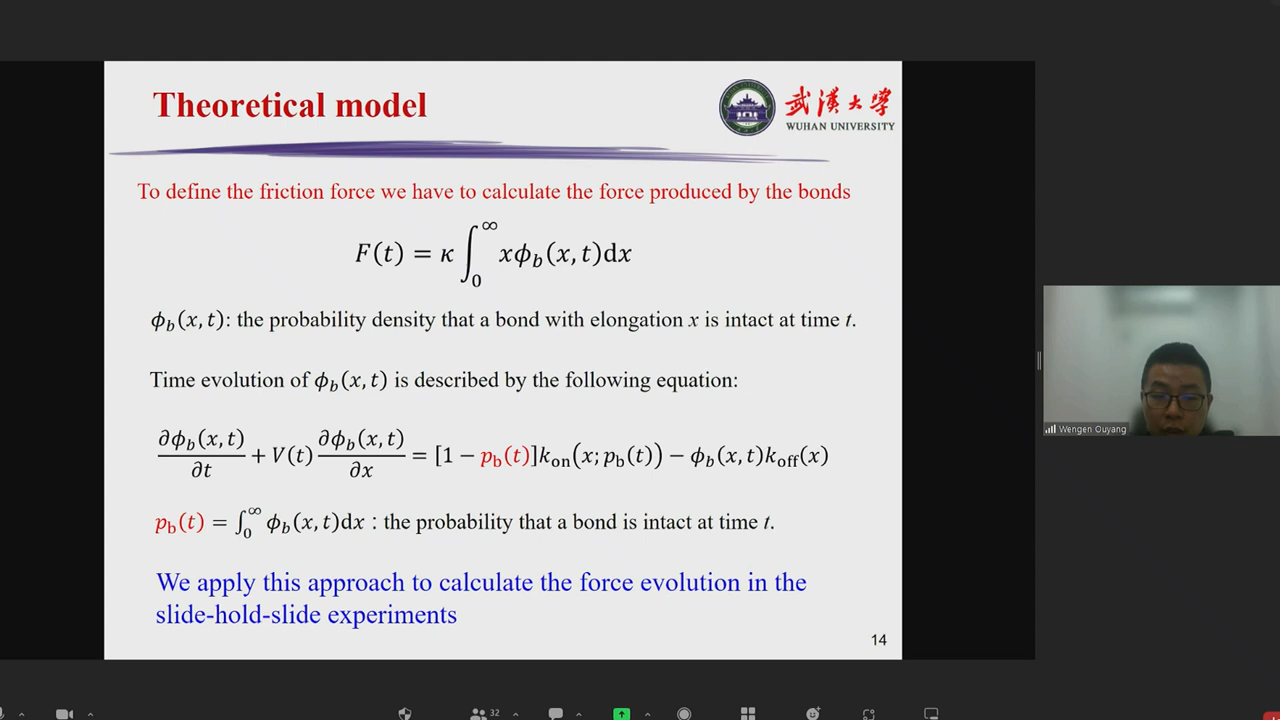 Theoretical model
武漢大學
WUHAN UNIVERSITY
To define the friction force we have to calculate the force produced by the bonds
F(t) = κ ∫₀^∞ xϕ_b(x, t)dx
ϕ_b(x, t): the probability density that a bond with elongation x is intact at time t.
Time evolution of ϕ_b(x, t) is described by the following equation:
∂ϕ_b(x, t)/∂t + V(t) ∂ϕ_b(x, t)/∂x = [1 − p_b(t)]k_on(x; p_b(t)) − ϕ_b(x, t)k_off(x)
p_b(t) = ∫₀^∞ ϕ_b(x, t)dx : the probability that a bond is intact at time t.
We apply this approach to calculate the force evolution in the
slide-hold-slide experiments
14
Wengen Ouyang
32